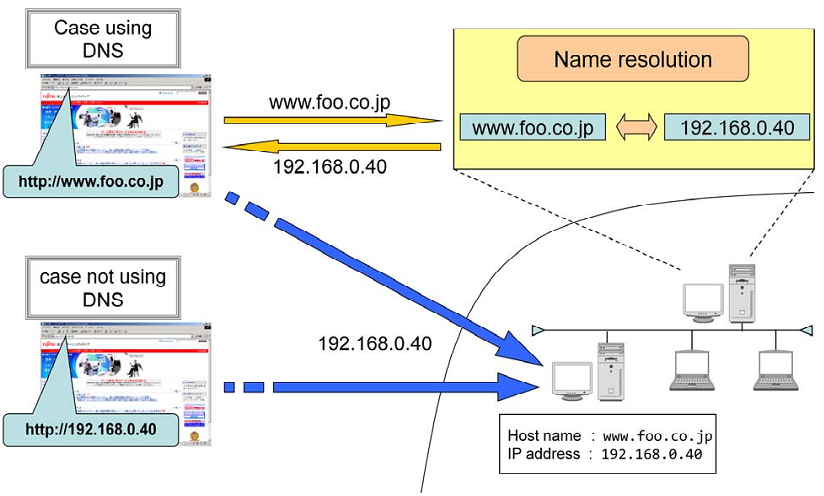 Case using
DNS
Name resolution
www.foo.co.jp
www.foo.co.jp
192.168.0.40
192.168.0.40
http://www.foo.co.jp
case not using
DNS
192.168.0.40
http://192.168.0.40
Host name : www.foo.co.jp
IP address : 192.168.0.40